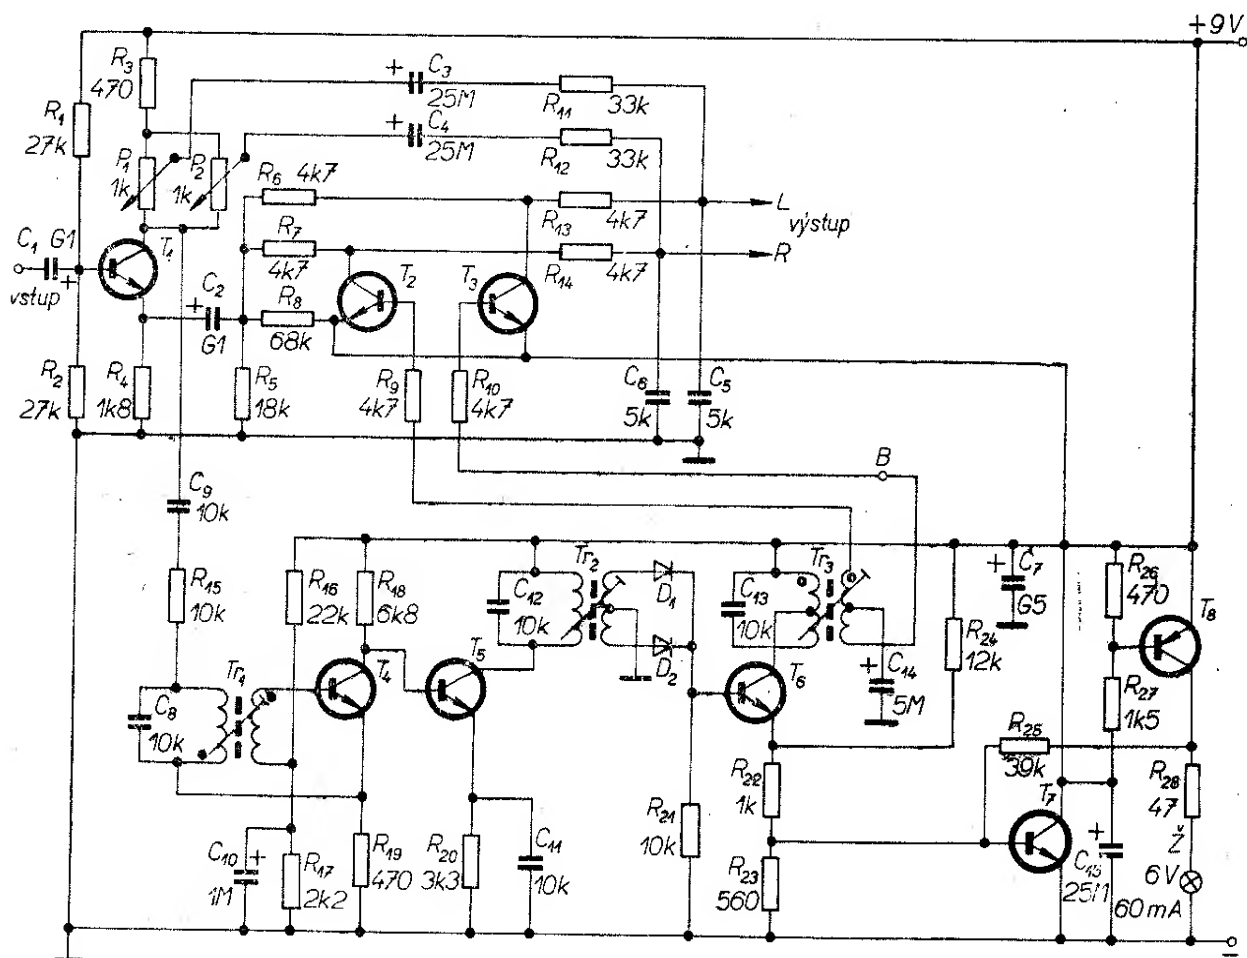 +9V
R3
470
R1
27k
P1
1k
P2
1k
C3
25M
R11
33k
C4
25M
R12
33k
R6 4k7
R7
4k7
R13
4k7
R14
4k7
L
výstup
R
C1 G1
vstup
T1
C2
G1
R8
68k
T2
T3
R2
27k
R4
1k8
R5
18k
R9
4k7
R10
4k7
C6
5k
C5
5k
B
C9
10k
R15
10k
R16
22k
R18
6k8
C12
10k
Tr2
D1
D2
C13
10k
Tr3
C14
5M
R24
12k
C7
G5
R26
470
T8
R27
1k5
C8
10k
Tr1
T4
T5
T6
R25
39k
R22
1k
R28
47
T7
Ž
6V
60mA
C10
1M
R17
2k2
R19
470
R20
3k3
C11
10k
R21
10k
R23
560
C15
25M